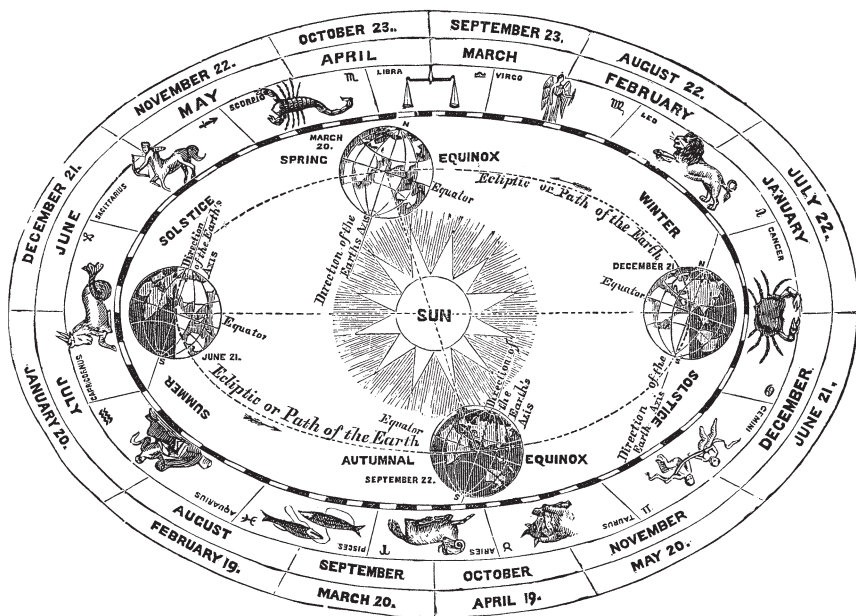 OCTOBER 23.
SEPTEMBER 23.
AUGUST 22.
JULY 22.
JUNE 21.
MAY 20.
APRIL 19.
MARCH 20.
FEBRUARY 19.
JANUARY 20.
DECEMBER 21.
NOVEMBER 22.
APRIL
MARCH
FEBRUARY
JANUARY
DECEMBER
NOVEMBER
OCTOBER
SEPTEMBER
AUGUST
JULY
JUNE
MAY
LIBRA
♎
VIRGO
♍
LEO
♌
CANCER
♋
GEMINI
♊
TAURUS
♉
ARIES
♈
PISCES
♓
AQUARIUS
♒
CAPRICORNUS
♑
SAGITTARIUS
♐
SCORPIO
♏
MARCH
20.
N
SPRING
EQUINOX
Equator
Direction of the
Earths Axis
Ecliptic or Path of the Earth
WINTER
DECEMBER 21
N
Equator
S
SOLSTICE
Direction of the
Earth's Axis
SOLSTICE
Direction
of the Earth's
Axis
Equator
JUNE 21.
S
SUMMER
Ecliptic or Path of the Earth
SUN
Direction of
the
Earth's
Axis
Equator
AUTUMNAL
EQUINOX
SEPTEMBER 22.
S